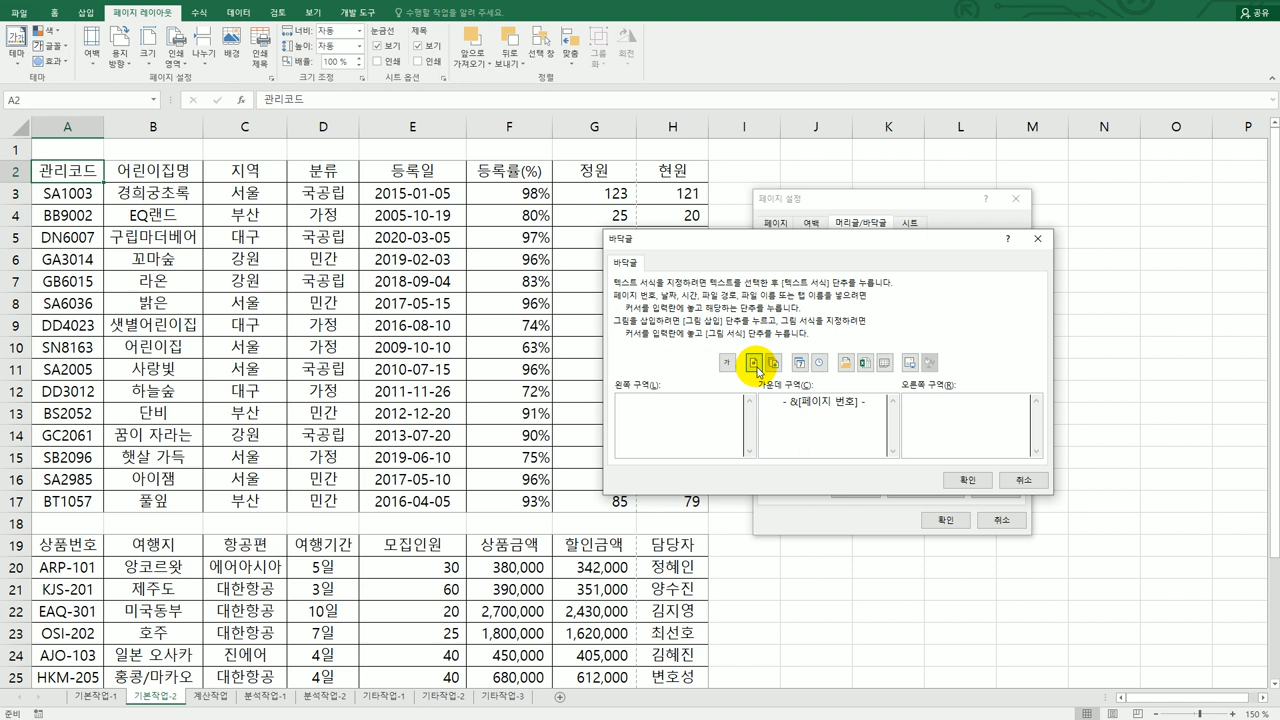 파일 홈 삽입 페이지 레이아웃 수식 데이터 검토 보기 개발 도구 수행할 작업을 알려 주세요. 공유
테마 색 글꼴 효과 여백 용지 방향 크기 인쇄 영역 나누기 배경 인쇄 제목 너비: 자동 높이: 자동 배율: 100 % 눈금선 보기 인쇄 제목 보기 인쇄 앞으로 가져오기 뒤로 보내기 선택 창 맞춤 그룹화 회전
테마 페이지 설정 크기 조정 시트 옵션 정렬
A2 fx 관리코드
A B C D E F G H I J K L M N O P
1
2 관리코드 어린이집명 지역 분류 등록일 등록률(%) 정원 현원
3 SA1003 경희궁초록 서울 국공립 2015-01-05 98% 123 121
4 BB9002 EQ랜드 부산 가정 2005-10-19 80% 25 20
5 DN6007 구립마더베어 대구 국공립 2020-03-05 97%
6 GA3014 꼬마숲 강원 민간 2019-02-03 96%
7 GB6015 라온 강원 국공립 2018-09-04 83%
8 SA6036 밝은 서울 민간 2017-05-15 96%
9 DD4023 샛별어린이집 대구 가정 2016-08-10 74%
10 SN8163 어린이집 서울 가정 2009-10-10 63%
11 SA2005 사랑빛 서울 국공립 2010-07-15 96%
12 DD3012 하늘숲 대구 가정 2011-11-26 72%
13 BS2052 단비 부산 민간 2012-12-20 91%
14 GC2061 꿈이 자라는 강원 국공립 2013-07-20 90%
15 SB2096 햇살 가득 서울 가정 2019-06-10 75%
16 SA2985 아이잼 서울 민간 2017-05-10 96%
17 BT1057 풀잎 부산 민간 2016-04-05 93% 85 79
18
19 상품번호 여행지 항공편 여행기간 모집인원 상품금액 할인금액 담당자
20 ARP-101 앙코르왓 에어아시아 5일 30 380,000 342,000 정혜인
21 KJS-201 제주도 대한항공 3일 60 390,000 351,000 양수진
22 EAQ-301 미국동부 대한항공 10일 20 2,700,000 2,430,000 김지영
23 OSI-202 호주 대한항공 7일 25 1,800,000 1,620,000 최선호
24 AJO-103 일본 오사카 진에어 4일 40 450,000 405,000 김혜진
25 HKM-205 홍콩/마카오 대한항공 4일 40 680,000 612,000 변호성
페이지 설정 ?
페이지 여백 머리글/바닥글 시트
바닥글 ?
바닥글
텍스트 서식을 지정하려면 텍스트를 선택한 후 [텍스트 서식] 단추를 누릅니다.
페이지 번호, 날짜, 시간, 파일 경로, 파일 이름 또는 탭 이름을 넣으려면
커서를 입력란에 놓고 해당하는 단추를 누릅니다.
그림을 삽입하려면 [그림 삽입] 단추를 누르고, 그림 서식을 지정하려면
커서를 입력란에 놓고 [그림 서식] 단추를 누릅니다.
가
왼쪽 구역(L): 가운데 구역(C): 오른쪽 구역(R):
- &[페이지 번호] -
확인 취소
확인 취소
기본작업-1 기본작업-2 계산작업 분석작업-1 분석작업-2 기타작업-1 기타작업-2 기타작업-3
준비 150 %